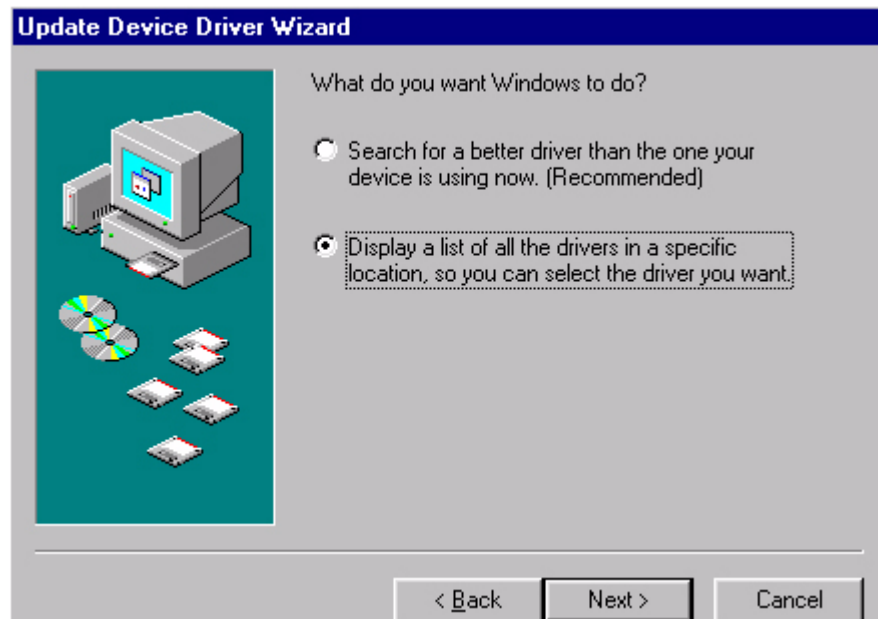 Update Device Driver Wizard
What do you want Windows to do?
Search for a better driver than the one your
device is using now. (Recommended)
Display a list of all the drivers in a specific
location, so you can select the driver you want.
< Back
Next >
Cancel